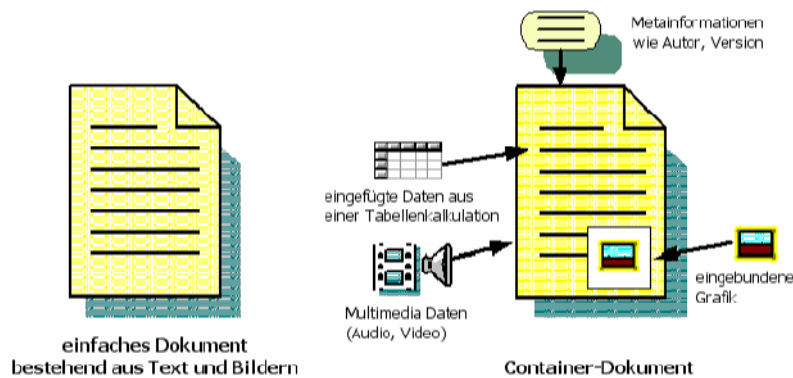 Metainformationen
wie Autor, Version
eingefügte Daten aus
einer Tabellenkalkulation
Multimedia Daten
(Audio, Video)
eingebundene
Grafik
einfaches Dokument
bestehend aus Text und Bildern
Container-Dokument